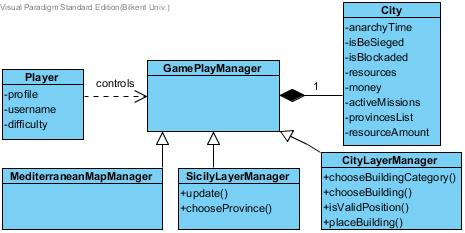 Visual Paradigm Standard Edition(Bilkent Univ.)
City
-anarchyTime
-isBeSieged
-isBlockaded
-resources
-money
-activeMissions
-provincesList
-resourceAmount
GamePlayManager
1
Player
-profile
-username
-difficulty
controls
MediterraneanMapManager
SicilyLayerManager
+update()
+chooseProvince()
CityLayerManager
+chooseBuildingCategory()
+chooseBuilding()
+isValidPosition()
+placeBuilding()